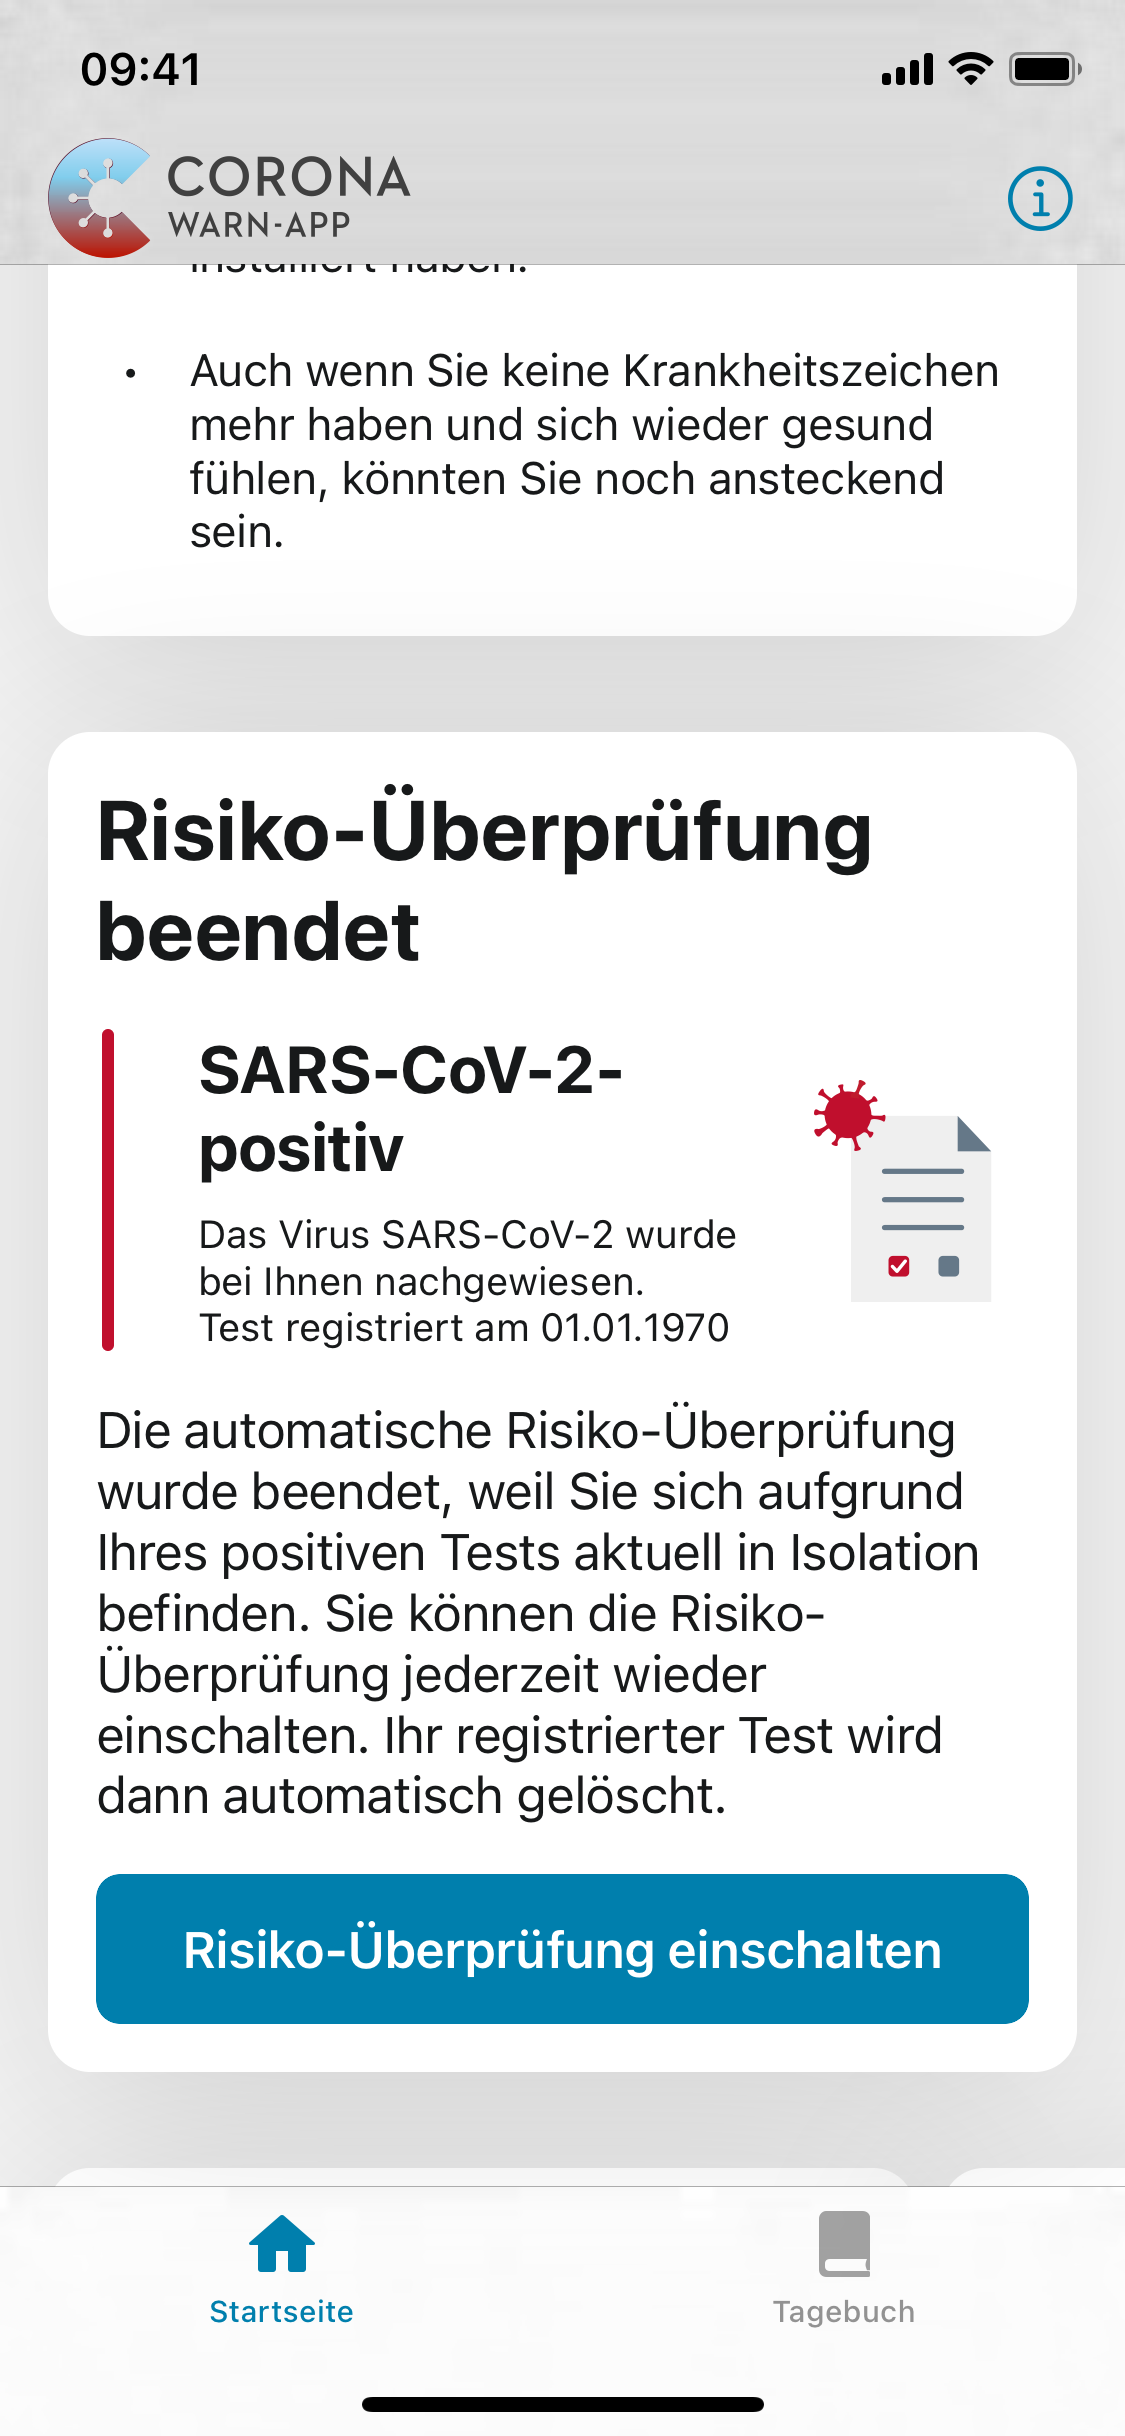 09:41
CORONA
WARN-APP
installiert haben.
• Auch wenn Sie keine Krankheitszeichen
mehr haben und sich wieder gesund
fühlen, könnten Sie noch ansteckend
sein.
Risiko-Überprüfung
beendet
SARS-CoV-2-
positiv
Das Virus SARS-CoV-2 wurde
bei Ihnen nachgewiesen.
Test registriert am 01.01.1970
Die automatische Risiko-Überprüfung
wurde beendet, weil Sie sich aufgrund
Ihres positiven Tests aktuell in Isolation
befinden. Sie können die Risiko-
Überprüfung jederzeit wieder
einschalten. Ihr registrierter Test wird
dann automatisch gelöscht.
Risiko-Überprüfung einschalten
Startseite
Tagebuch